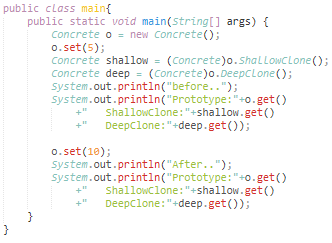 public class main{
    public static void main(String[] args) {
        Concrete o = new Concrete();
        o.set(5);
        Concrete shallow = (Concrete)o.ShallowClone();
        Concrete deep = (Concrete)o.DeepClone();
        System.out.println("before..");
        System.out.println("Prototype:"+o.get()
            +"   ShallowClone:"+shallow.get()
            +"   DeepClone:"+deep.get());

        o.set(10);
        System.out.println("After..");
        System.out.println("Prototype:"+o.get()
            +"   ShallowClone:"+shallow.get()
            +"   DeepClone:"+deep.get());
    }
}